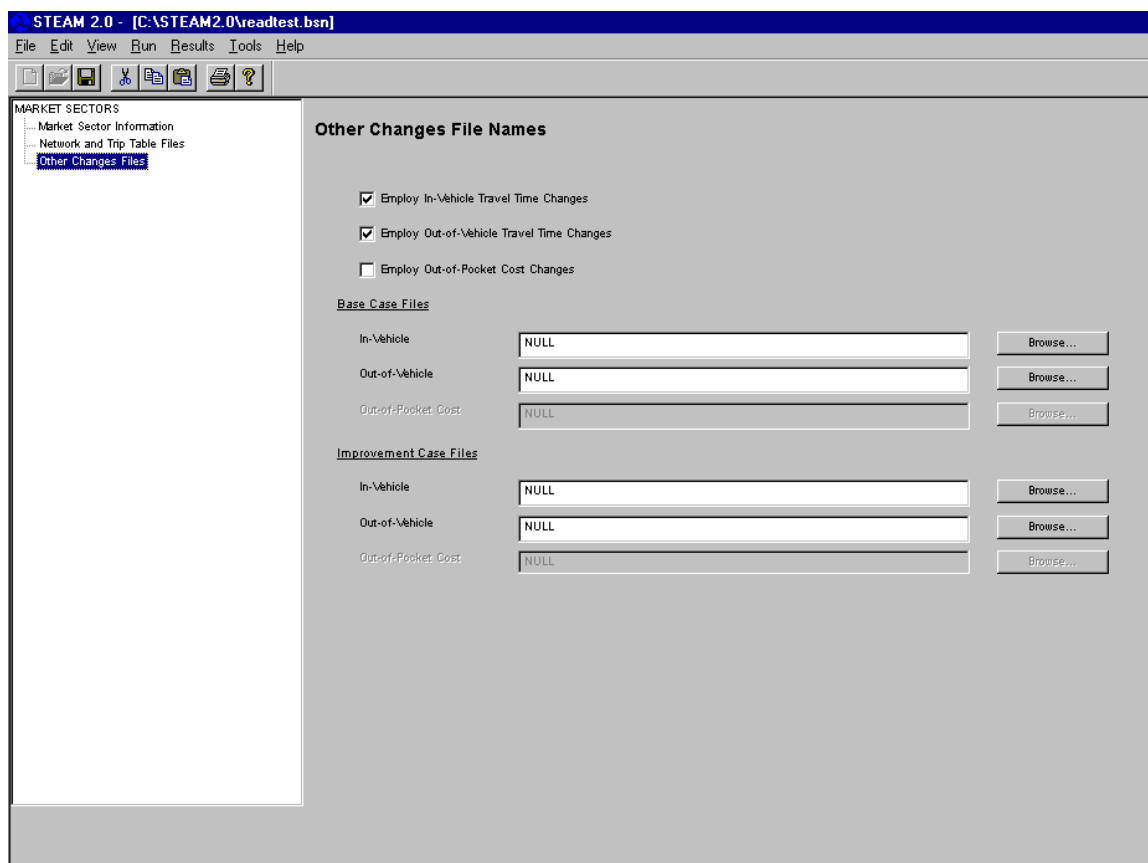 STEAM 2.0 - [C:\STEAM2.0\readtest.bsn]
File Edit View Run Results Tools Help
MARKET SECTORS
Market Sector Information
Network and Trip Table Files
Other Changes Files
Other Changes File Names
Employ In-Vehicle Travel Time Changes
Employ Out-of-Vehicle Travel Time Changes
Employ Out-of-Pocket Cost Changes
Base Case Files
In-Vehicle NULL Browse...
Out-of-Vehicle NULL Browse...
Out-of-Pocket Cost NULL Browse...
Improvement Case Files
In-Vehicle NULL Browse...
Out-of-Vehicle NULL Browse...
Out-of-Pocket Cost NULL Browse...